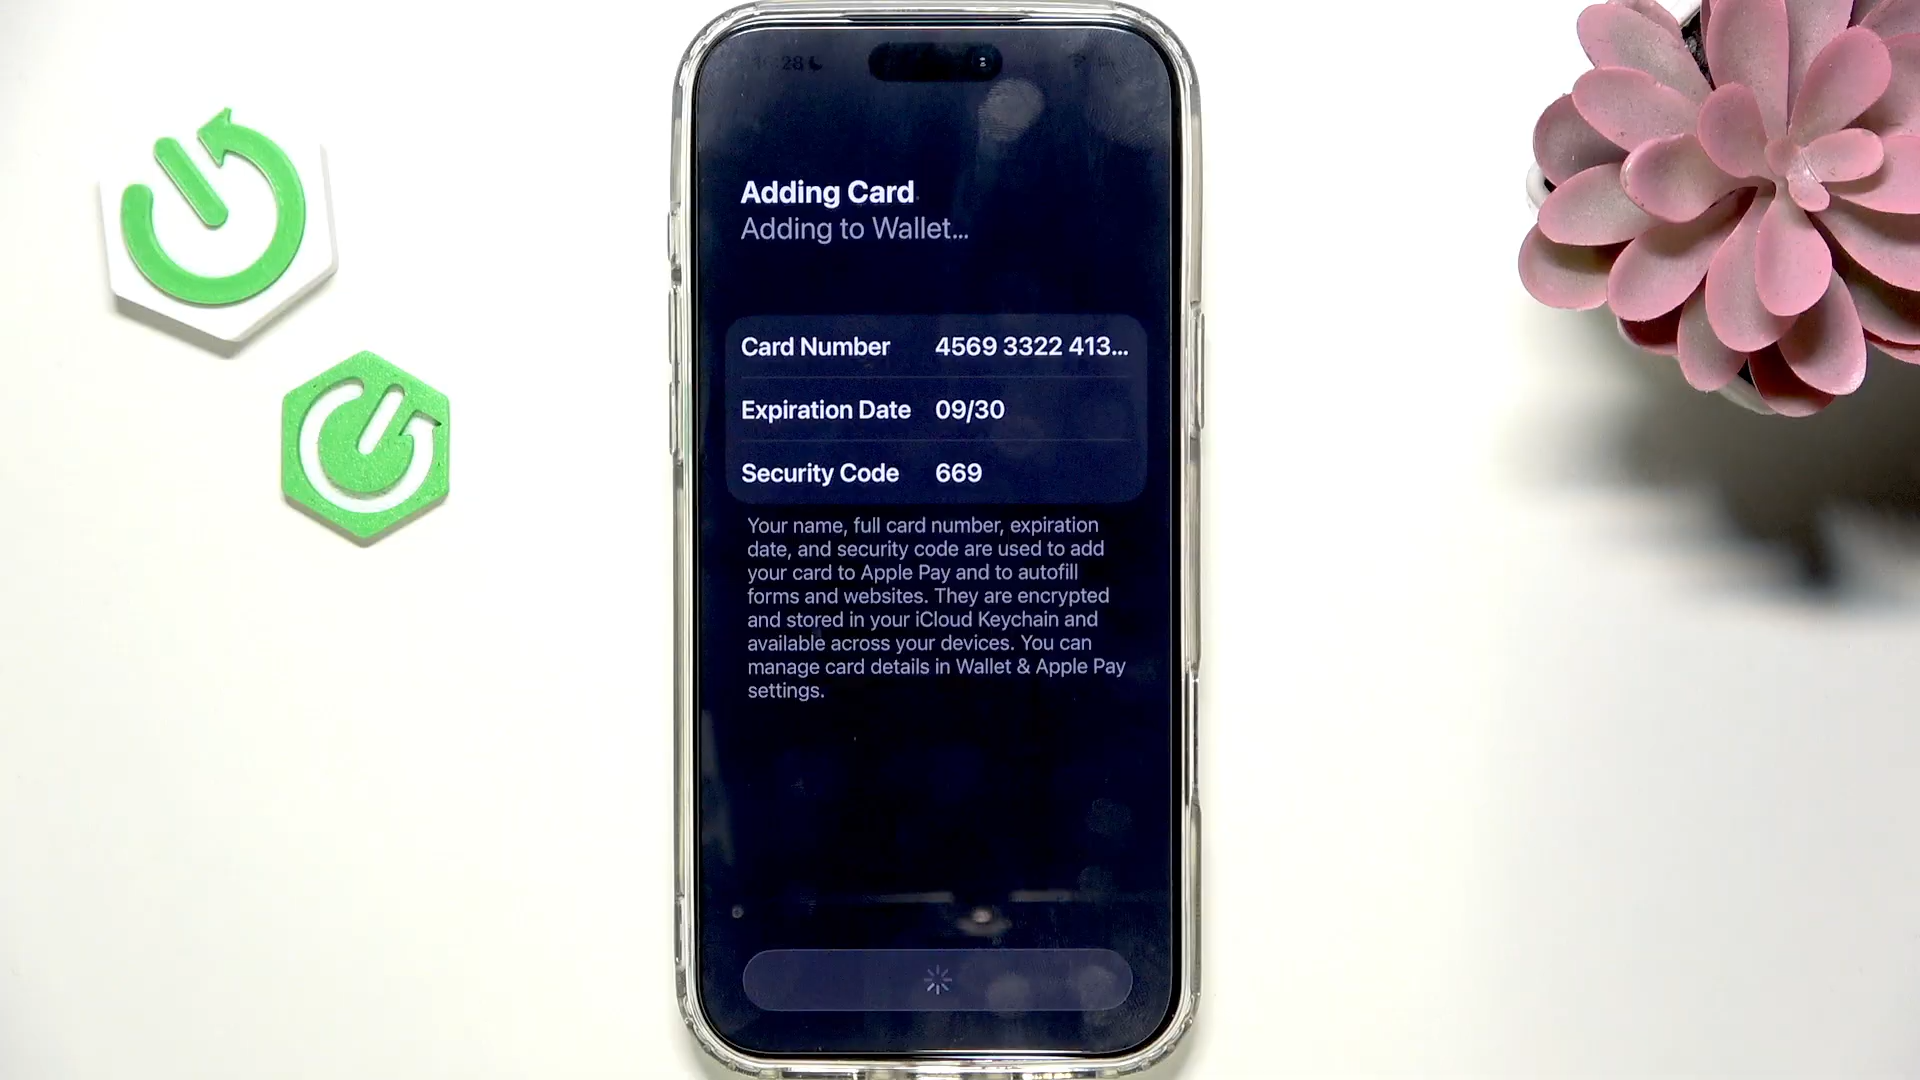 Adding Card
Adding to Wallet...
Card Number 4569 3322 413...
Expiration Date 09/30
Security Code 669
Your name, full card number, expiration
date, and security code are used to add
your card to Apple Pay and to autofill
forms and websites. They are encrypted
and stored in your iCloud Keychain and
available across your devices. You can
manage card details in Wallet & Apple Pay
settings.